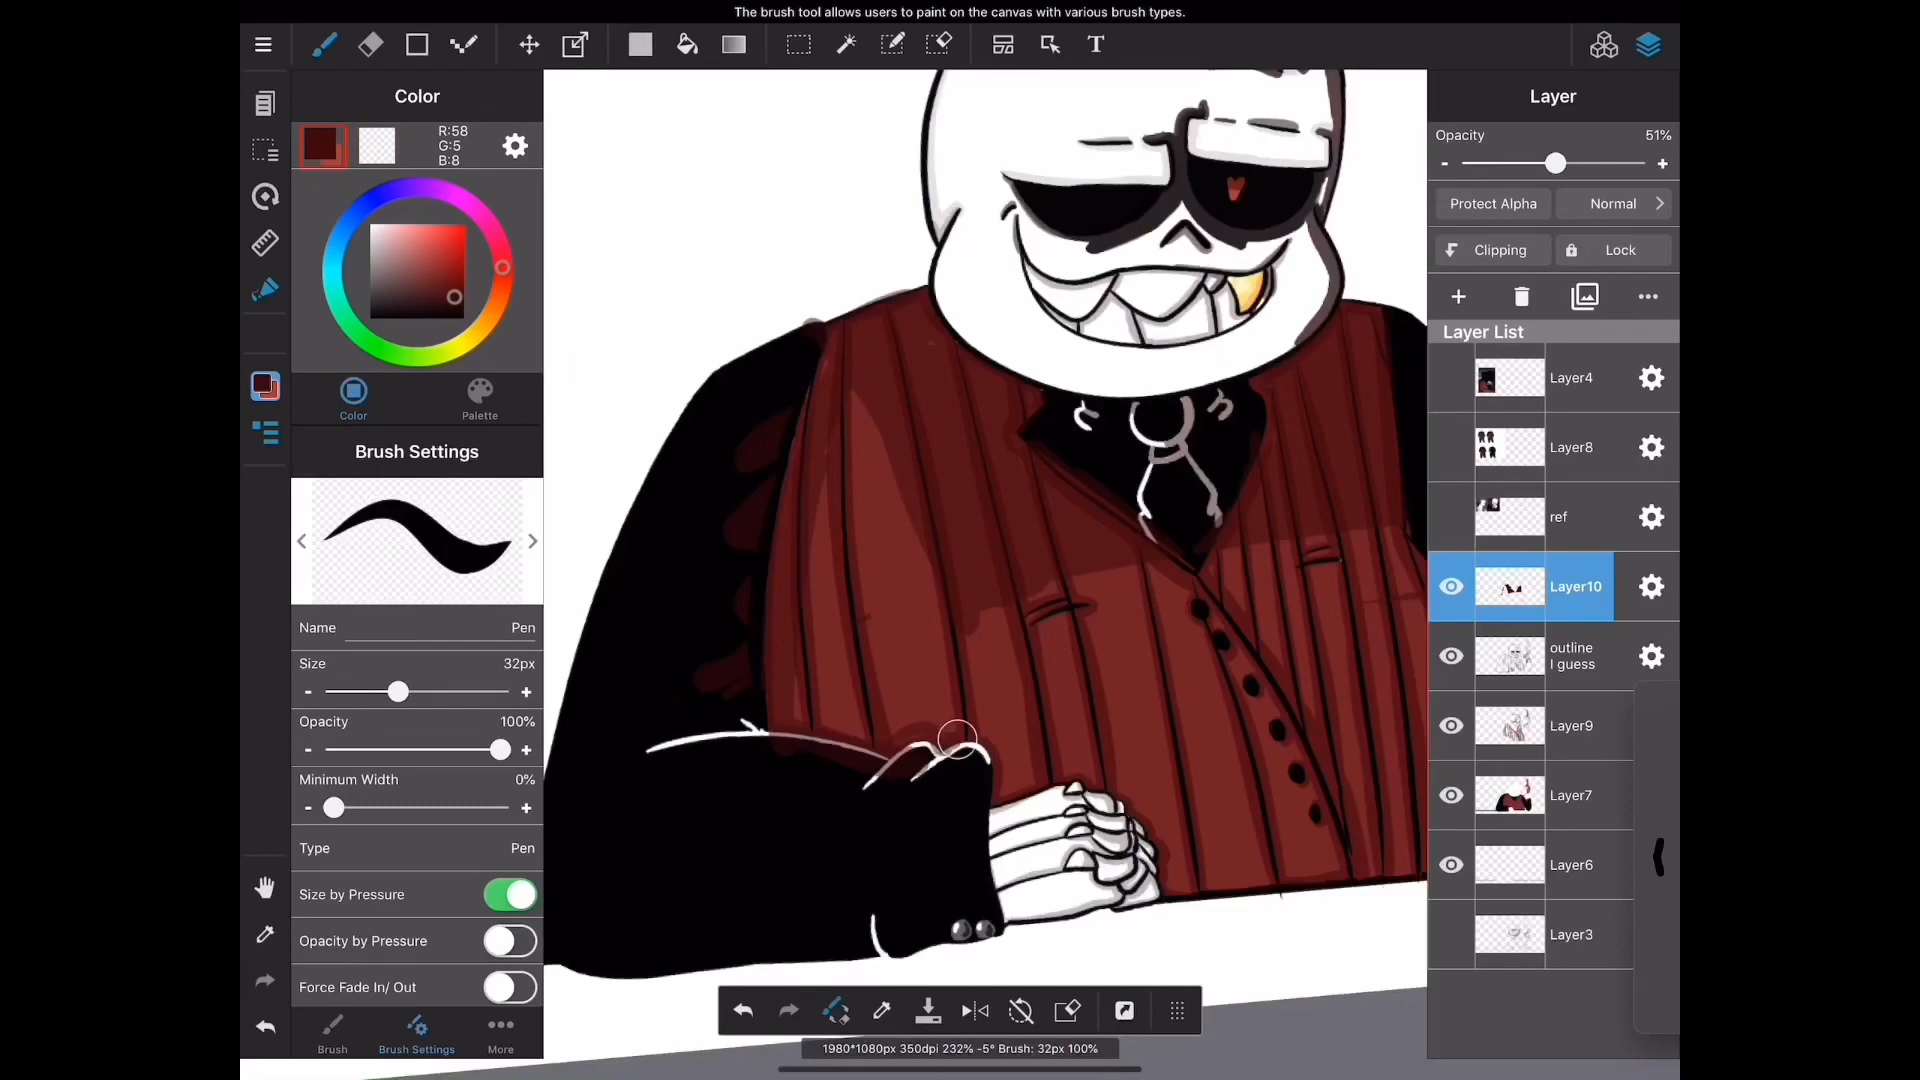 The brush tool allows users to paint on the canvas with various brush types.
T
Color
R:58
G:5
B:8
Color
Palette
Brush Settings
Name
Pen
Size
32px
-
+
Opacity
100%
-
+
Minimum Width
0%
-
+
Type
Pen
Size by Pressure
Opacity by Pressure
Force Fade In/ Out
Brush
Brush Settings
More
1980*1080px 350dpi 232% -5° Brush: 32px 100%
Layer
Opacity
51%
-
+
Protect Alpha
Normal
Clipping
Lock
Layer List
Layer4
Layer8
ref
Layer10
outline
I guess
Layer9
Layer7
Layer6
Layer3